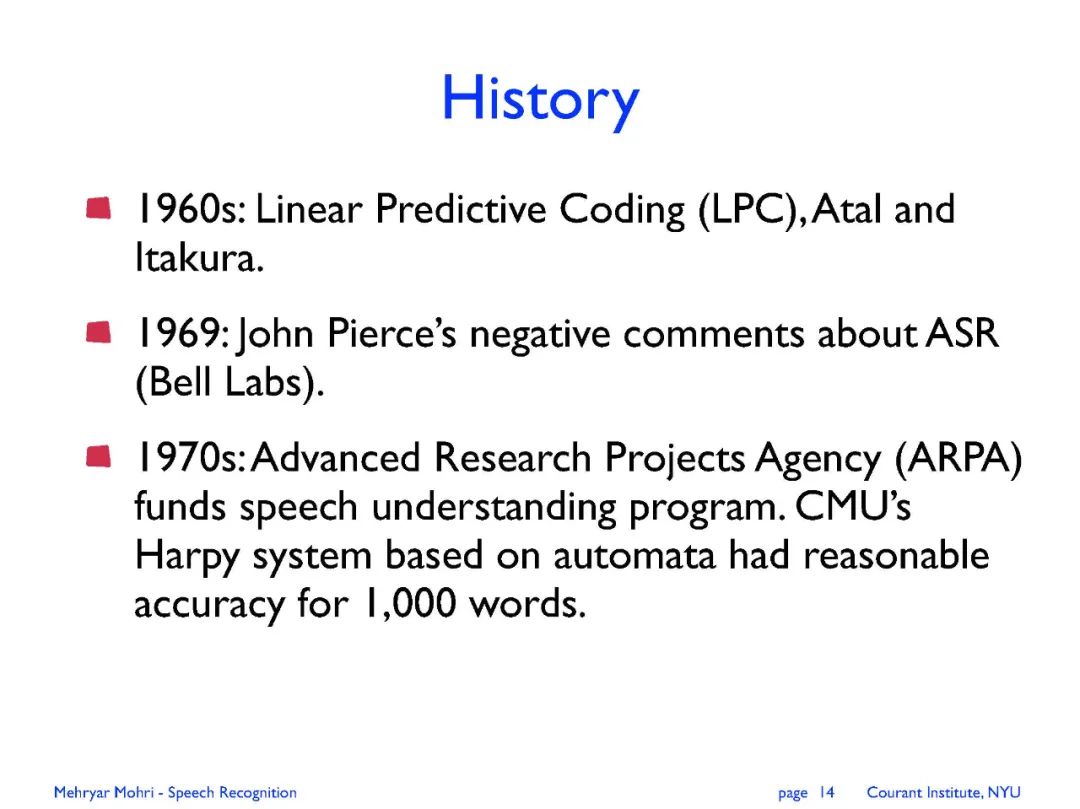 History
1960s: Linear Predictive Coding (LPC), Atal and
Itakura.
1969: John Pierce's negative comments about ASR
(Bell Labs).
1970s: Advanced Research Projects Agency (ARPA)
funds speech understanding program. CMU's
Harpy system based on automata had reasonable
accuracy for 1,000 words.
Mehryar Mohri - Speech Recognition page 14 Courant Institute, NYU